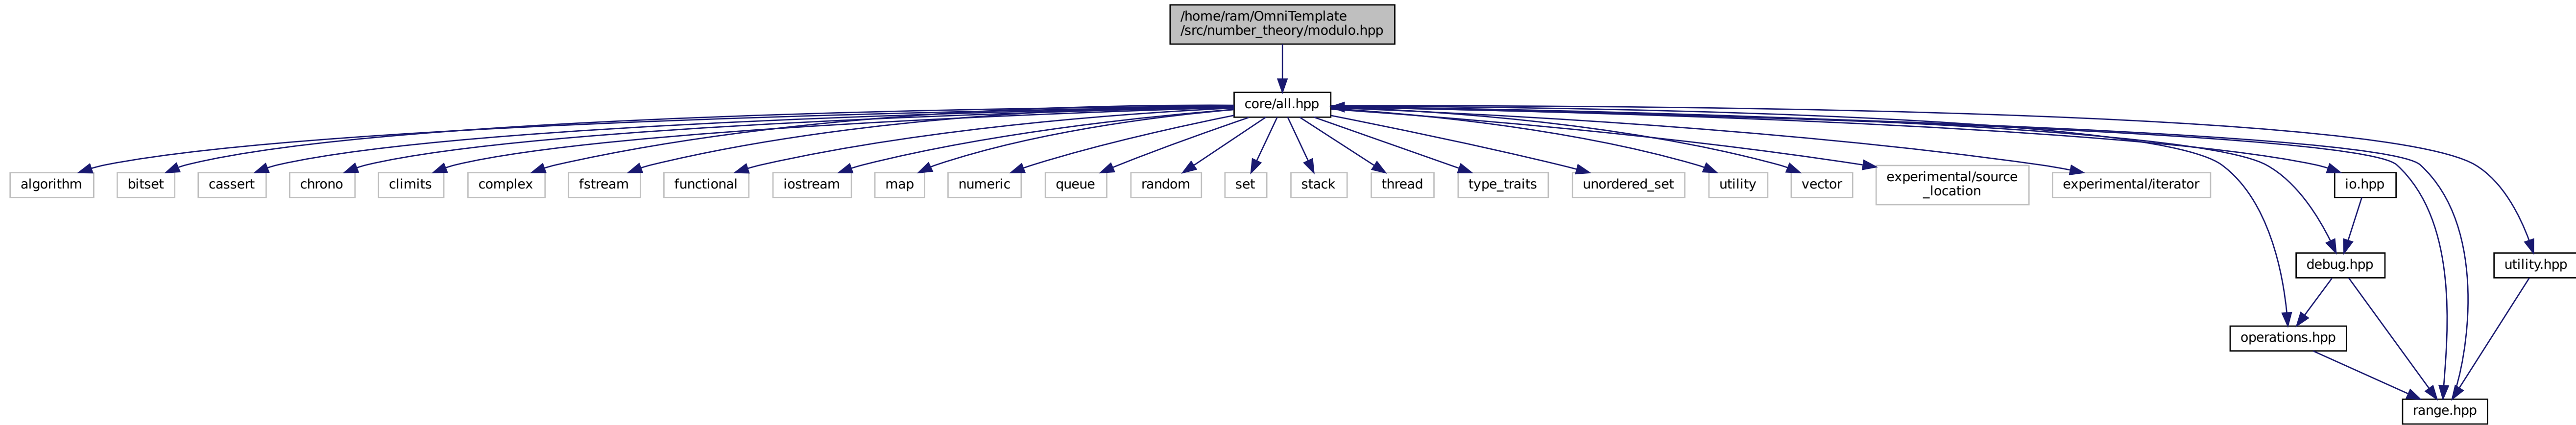 /home/ram/OmniTemplate
/src/number_theory/modulo.hpp
core/all.hpp
algorithm
bitset
cassert
chrono
climits
complex
fstream
functional
iostream
map
numeric
queue
random
set
stack
thread
type_traits
unordered_set
utility
vector
experimental/source
_location
experimental/iterator
io.hpp
debug.hpp
utility.hpp
operations.hpp
range.hpp